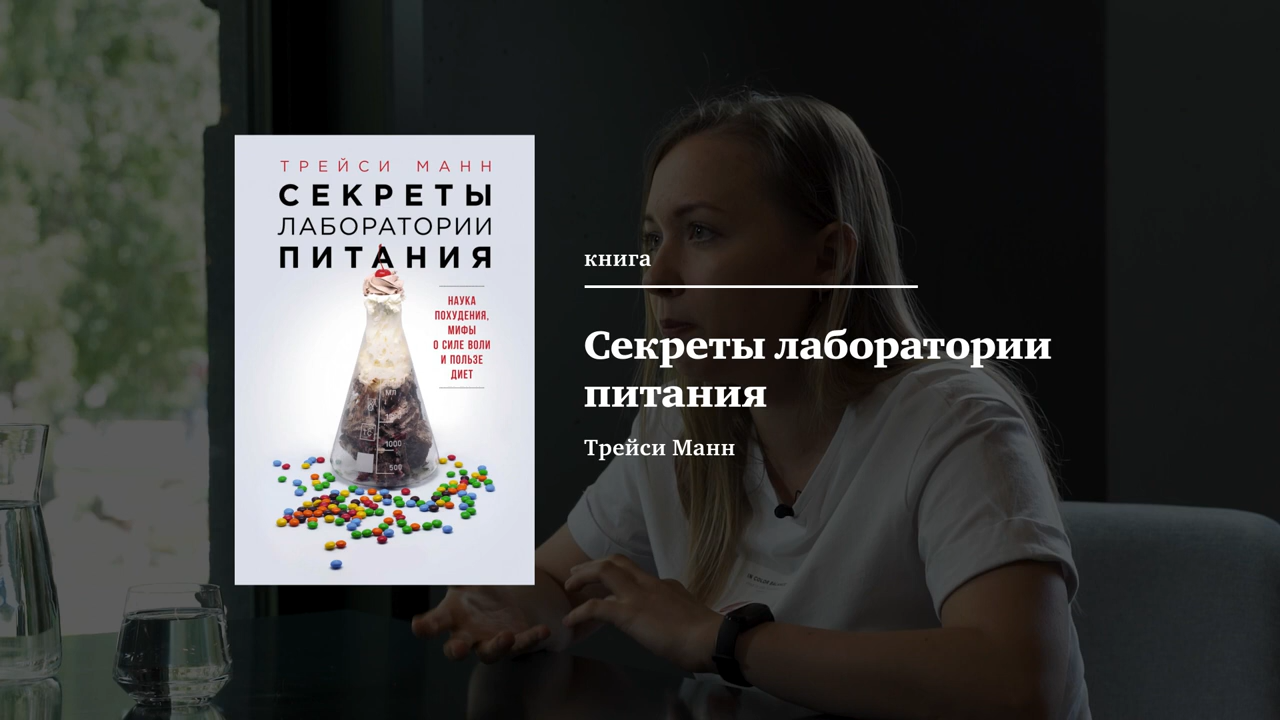 ТРЕЙСИ МАНН
СЕКРЕТЫ
ЛАБОРАТОРИИ
ПИТАНИЯ
НАУКА
ПОХУДЕНИЯ,
МИФЫ
О СИЛЕ ВОЛИ
И ПОЛЬЗЕ
ДИЕТ
МЛ
1000
500
книга
Секреты лаборатории
питания
Трейси Манн